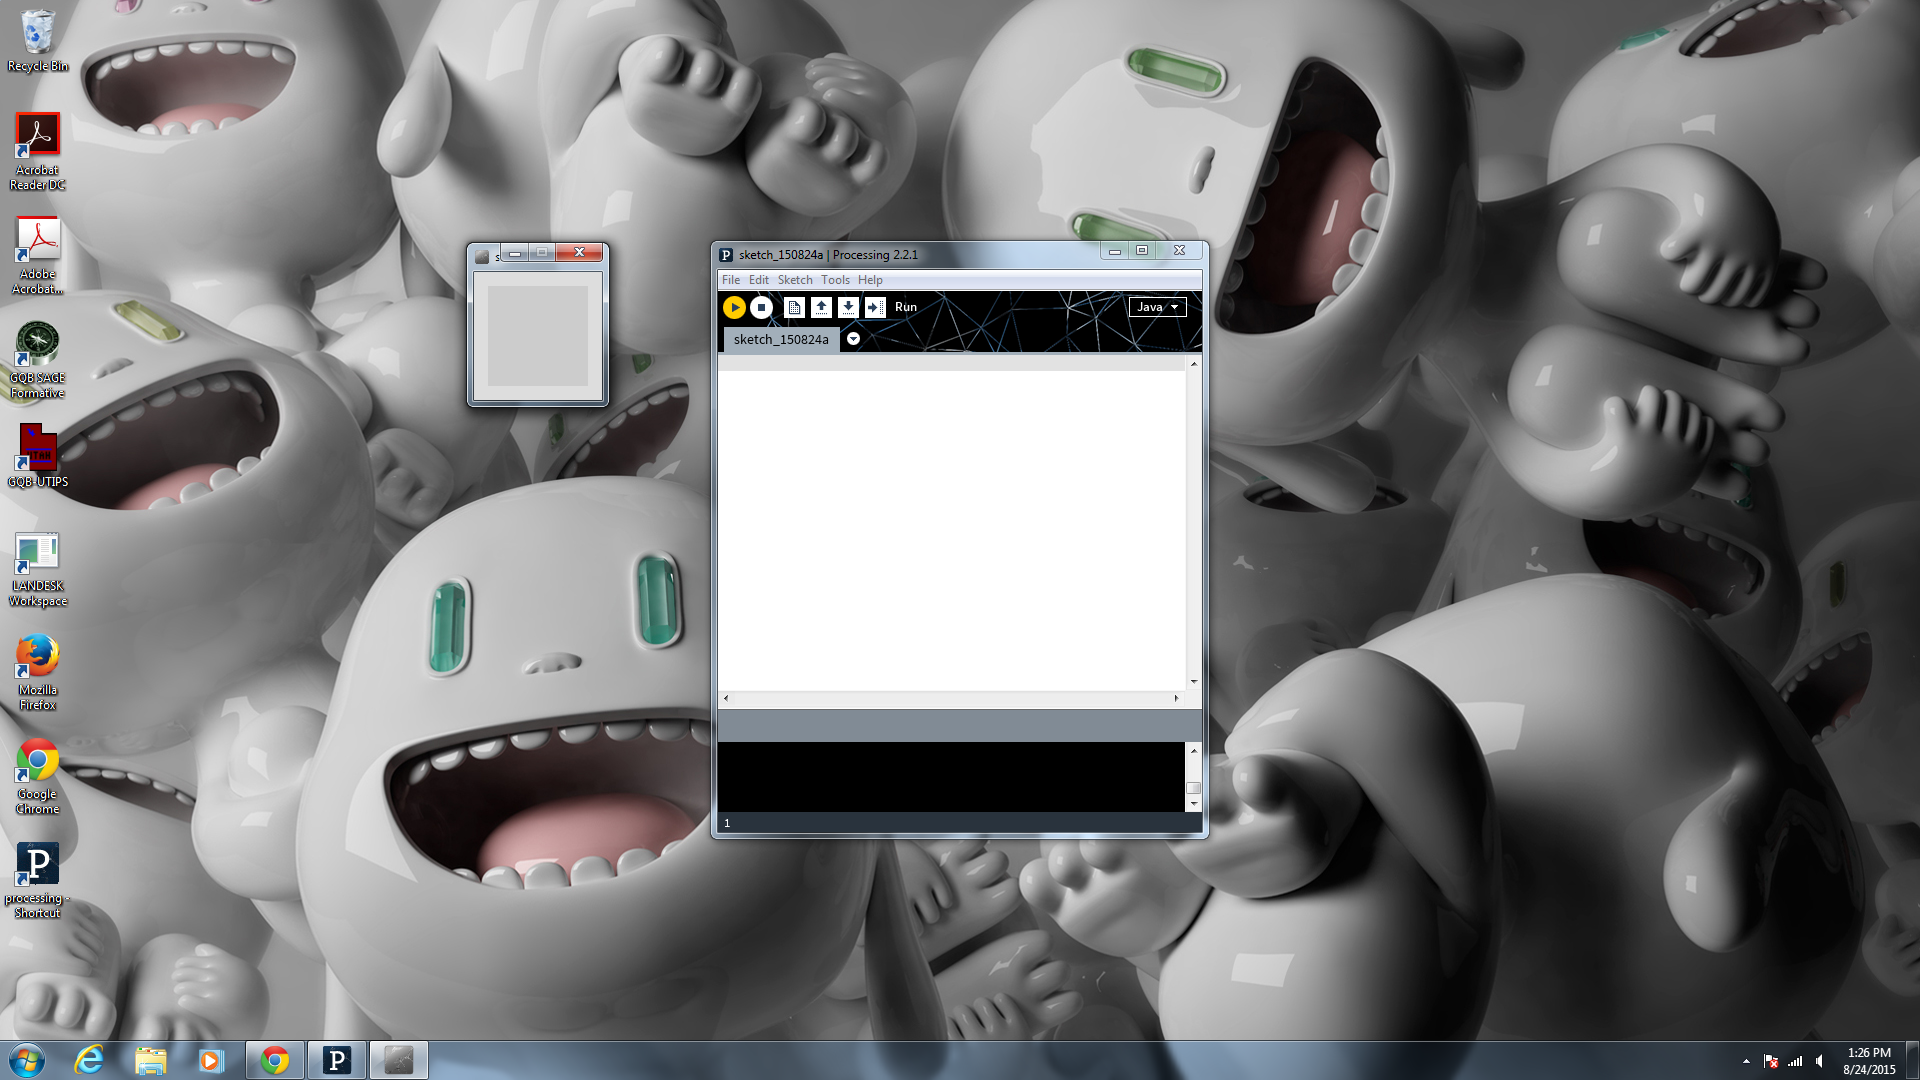 Recycle Bin
Acrobat
Reader DC
Adobe
Acrobat...
GQB SAGE
Formative
UTAH
GQB-UTIPS
LANDESK
Workspace
Mozilla
Firefox
Google
Chrome
P
processing -
Shortcut
s
P
sketch_150824a | Processing 2.2.1
File Edit Sketch Tools Help
Run
Java
sketch_150824a
1
P
1:26 PM
8/24/2015